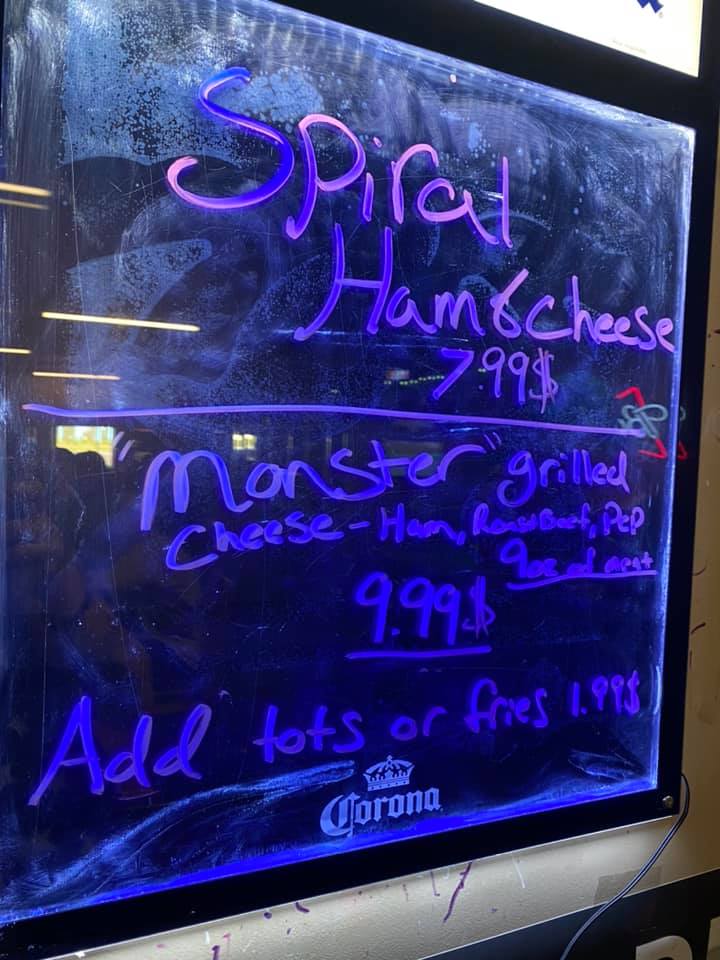 Spiral
Ham & Cheese
7.99$
"Monster" grilled
Cheese - Ham, Roast Beef, Pep
9oz of meat
9.99$
Add tots or fries 1.99$
Corona